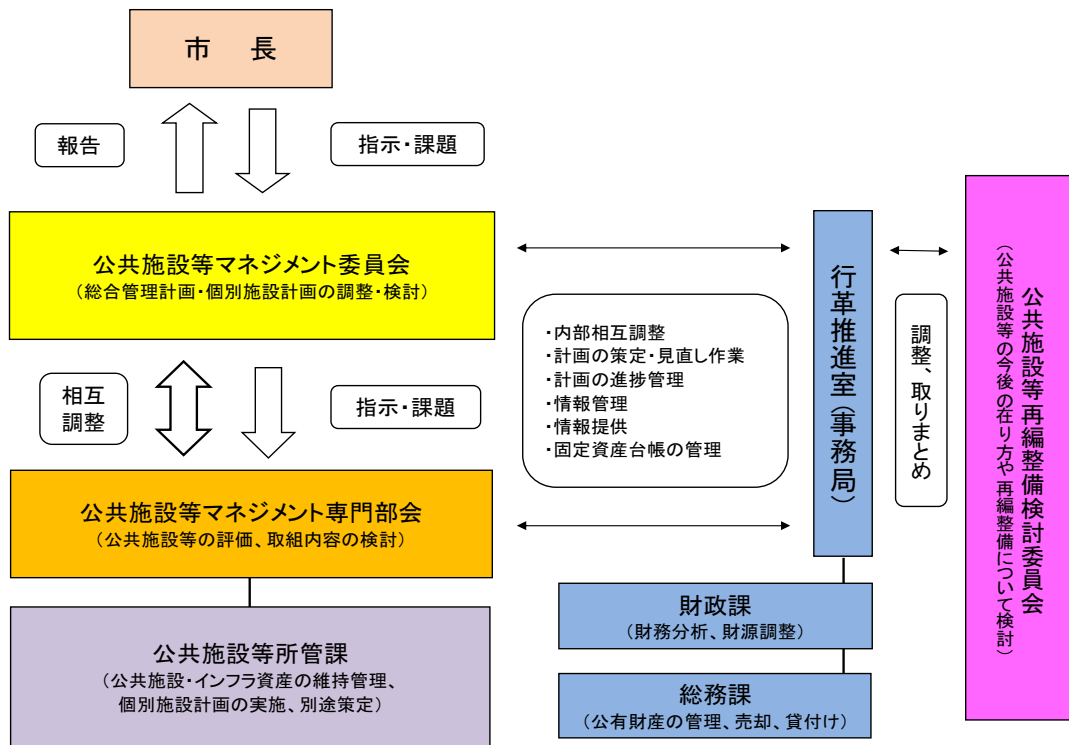 市 長
報告
指示・課題
公共施設等マネジメント委員会
(総合管理計画・個別施設計画の調整・検討)
相互
調整
指示・課題
公共施設等マネジメント専門部会
(公共施設等の評価、取組内容の検討)
公共施設等所管課
(公共施設・インフラ資産の維持管理、
個別施設計画の実施、別途策定)
・内部相互調整
・計画の策定・見直し作業
・計画の進捗管理
・情報管理
・情報提供
・固定資産台帳の管理
行革推進室(事務局)
財政課
(財務分析、財源調整)
総務課
(公有財産の管理、売却、貸付け)
調整、取りまとめ
公共施設等再編整備検討委員会
(公共施設等の今後の在り方や再編整備について検討)